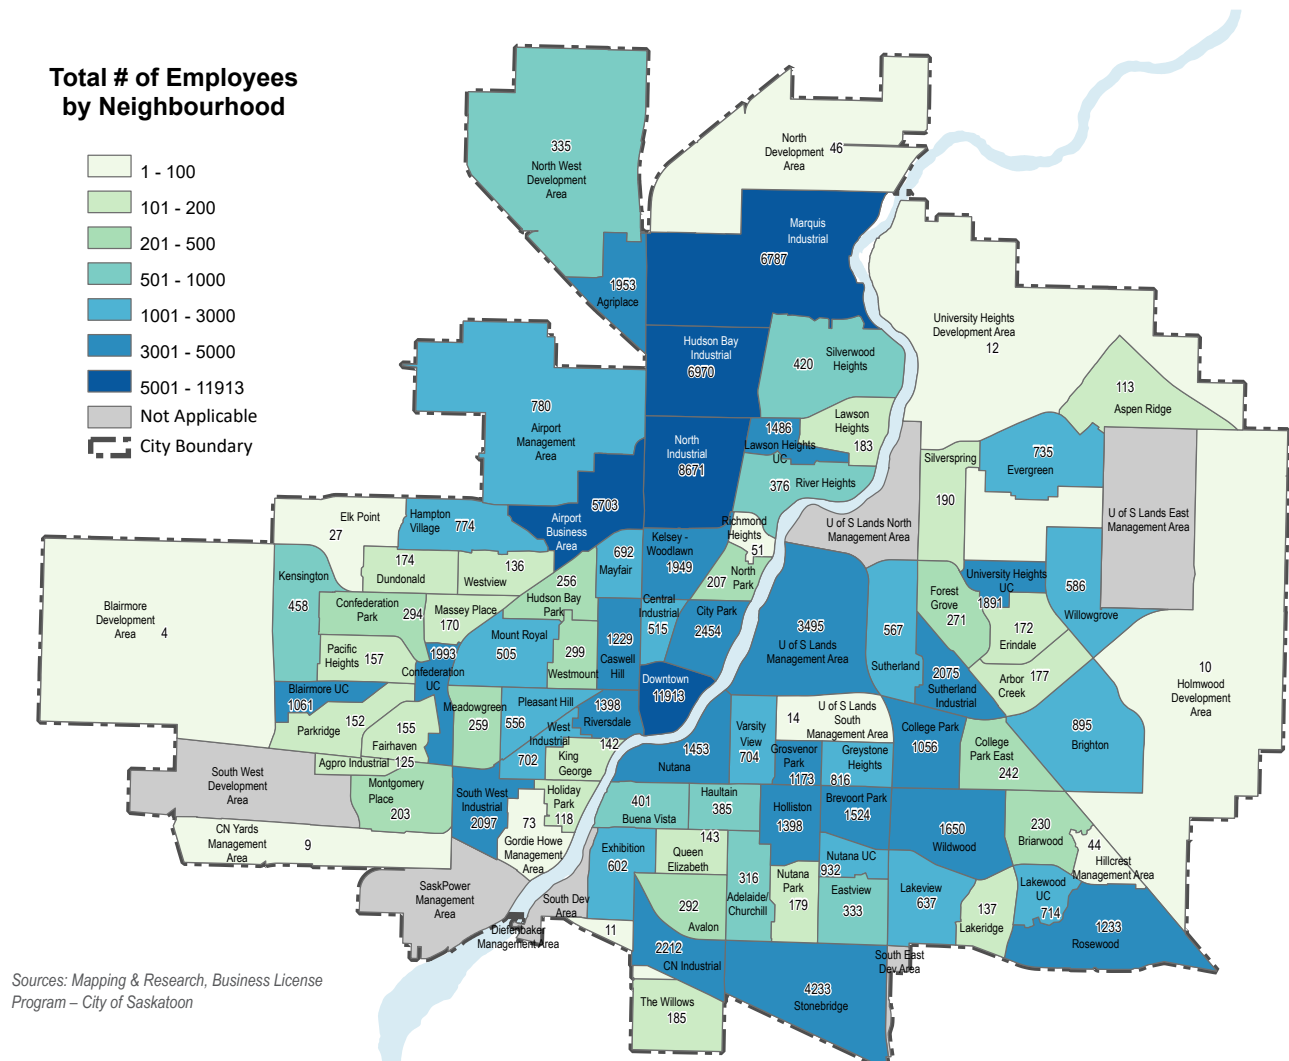 Total # of Employees
by Neighbourhood
1 - 100
101 - 200
201 - 500
501 - 1000
1001 - 3000
3001 - 5000
5001 - 11913
Not Applicable
City Boundary
335
North West
Development
Area
North
Development
Area
46
Marquis
Industrial
6787
1953
Agriplace
Hudson Bay
Industrial
6970
Silverwood
Heights
420
University Heights
Development Area
12
113
Aspen Ridge
780
Airport
Management
Area
1486
Lawson Heights
UC
Lawson
Heights
183
North
Industrial
8671
376
River Heights
Silverspring
190
735
Evergreen
U of S Lands East
Management Area
5703
Airport
Business
Area
Elk Point
27
Hampton
Village
774
Richmond
Heights
51
U of S Lands North
Management Area
692
Mayfair
Kelsey -
Woodlawn
1949
174
Dundonald
136
Westview
256
Hudson Bay
Park
207
North
Park
Kensington
458
Blairmore
Development
Area
4
Confederation
Park
294
Massey Place
170
Central
Industrial
515
City Park
2454
3495
U of S Lands
Management Area
567
Sutherland
Forest
Grove
271
University Heights
UC
1891
586
Willowgrove
172
Erindale
Pacific
Heights
157
1993
Confederation
UC
Mount Royal
505
299
Westmount
1229
Caswell
Hill
2075
Sutherland
Industrial
Arbor
Creek
177
10
Holmwood
Development
Area
Blairmore UC
1061
Downtown
11913
Meadowgreen
259
Pleasant Hill
556
1398
Riversdale
152
Parkridge
155
Fairhaven
West
Industrial
702
142
King
George
1453
Nutana
Varsity
View
704
14
U of S Lands
South
Management Area
College Park
1056
College
Park East
242
895
Brighton
Agpro Industrial
125
Grosvenor
Park
1173
Greystone
Heights
816
South West
Development
Area
Montgomery
Place
203
South West
Industrial
2097
Holiday
Park
118
401
Buena Vista
Haultain
385
Holliston
1398
Brevoort Park
1524
1650
Wildwood
230
Briarwood
CN Yards
Management
Area
9
73
Gordie Howe
Management
Area
Exhibition
602
143
Queen
Elizabeth
44
Hillcrest
Management Area
Nutana UC
932
SaskPower
Management
Area
South Dev
Area
292
Avalon
316
Adelaide/
Churchill
Nutana
Park
179
Eastview
333
Lakeview
637
137
Lakeridge
Lakewood
UC
714
1233
Rosewood
Diefenbaker
Management Area
11
2212
CN Industrial
South East
Dev Area
4233
Stonebridge
The Willows
185
Sources: Mapping & Research, Business License
Program – City of Saskatoon